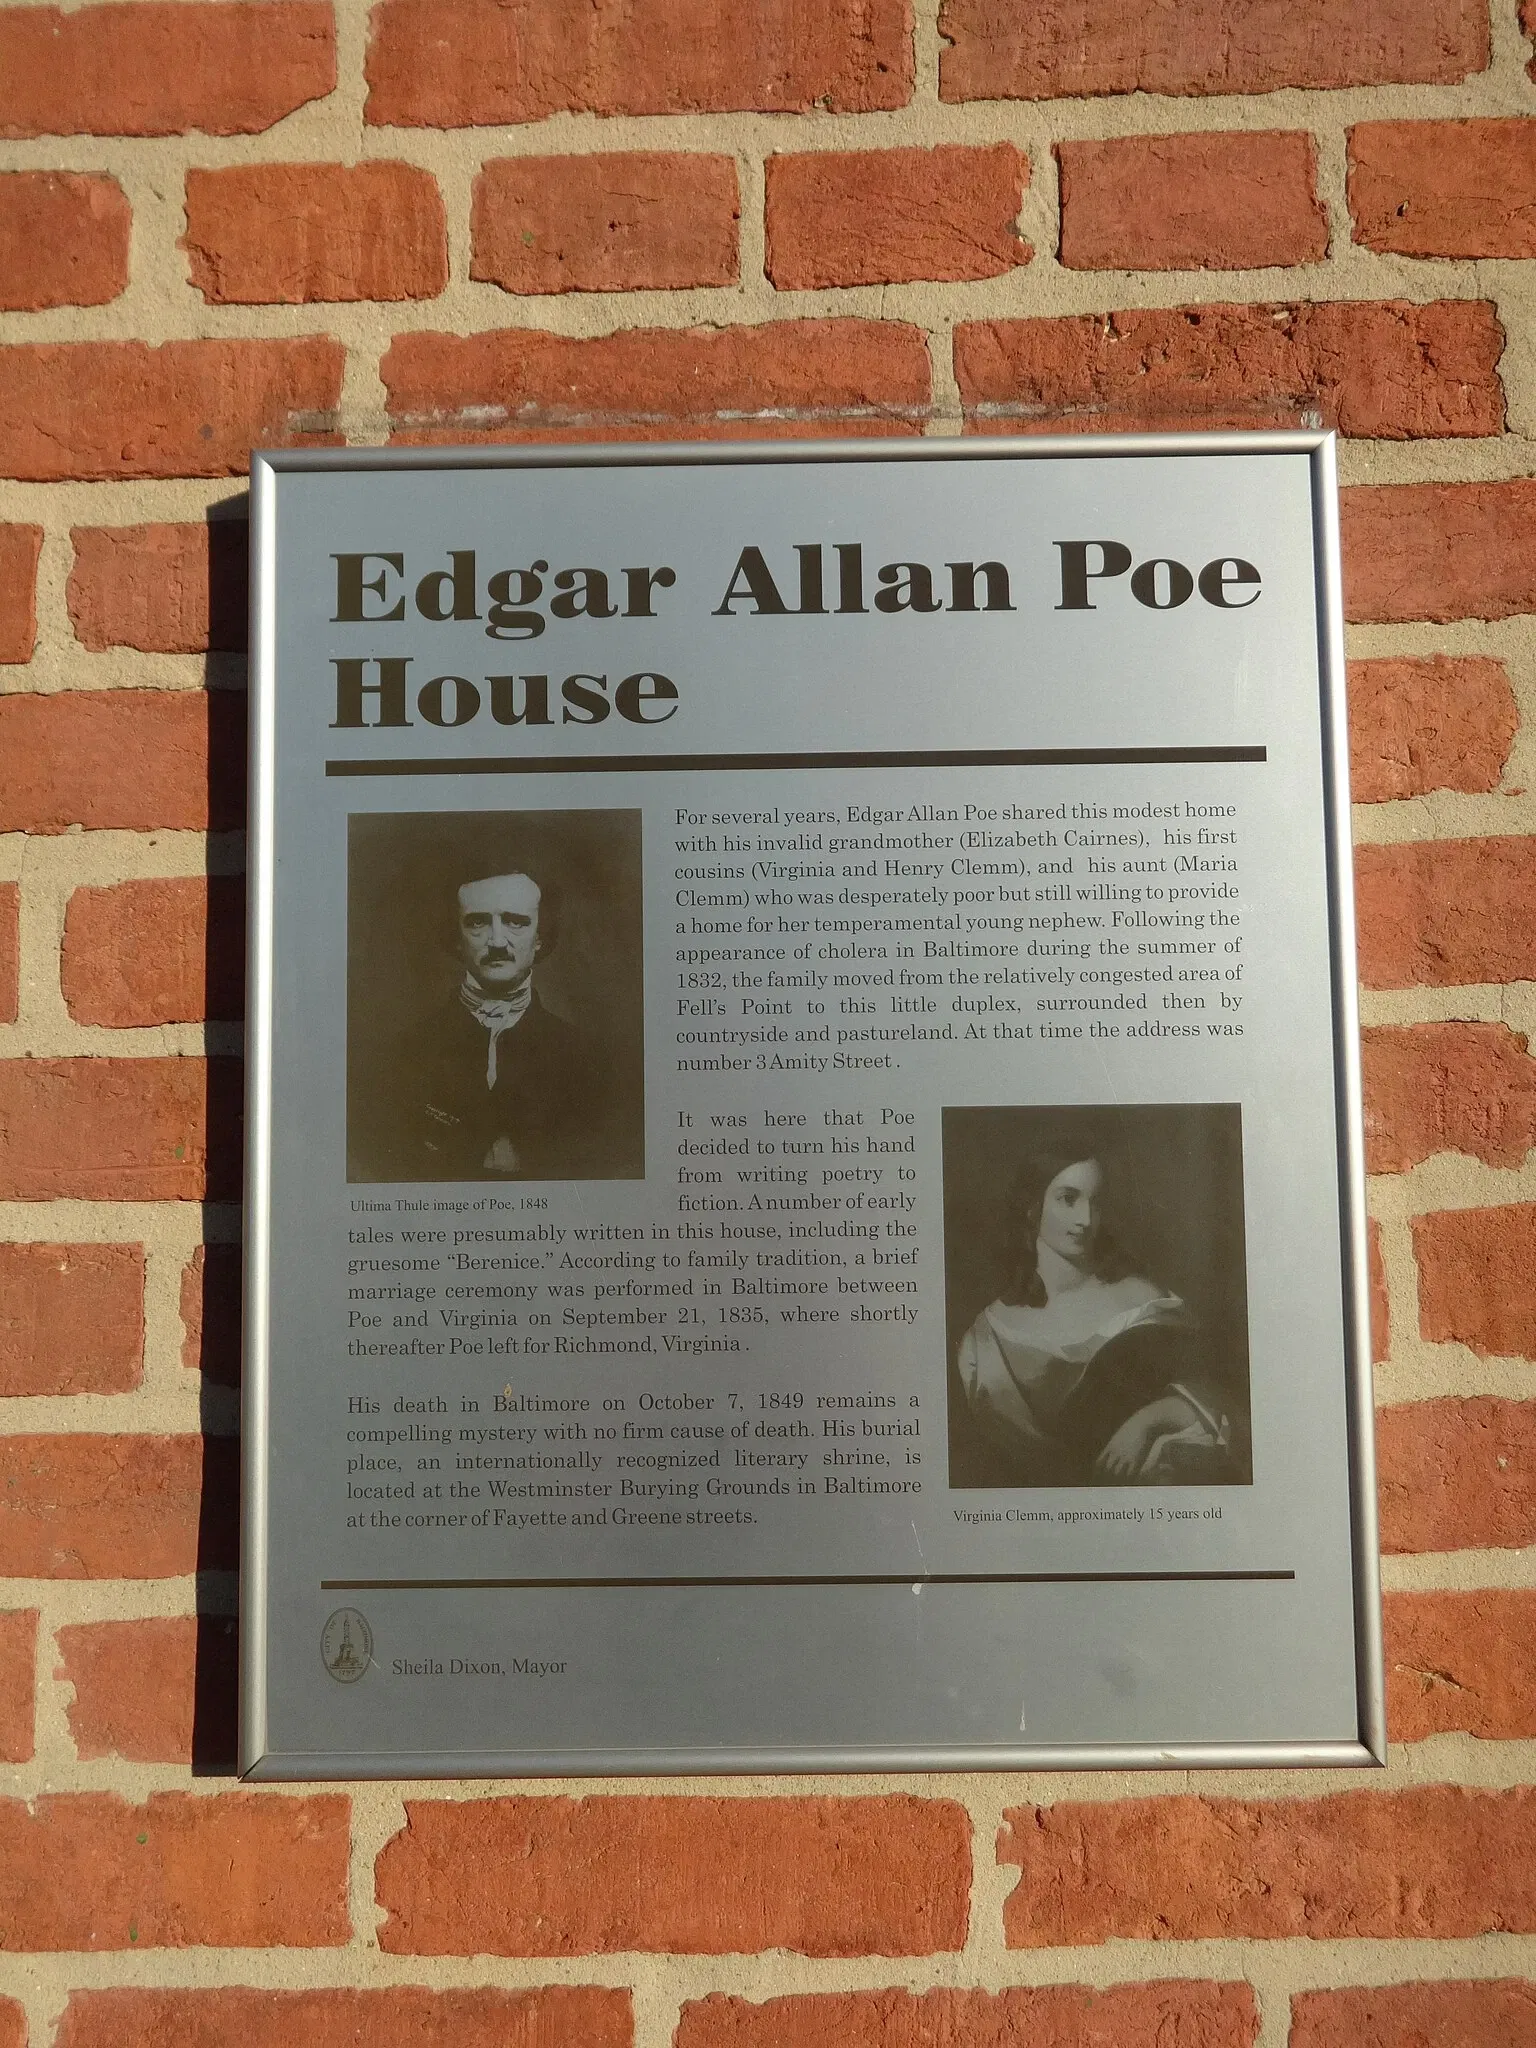 Edgar Allan Poe
House
For several years, Edgar Allan Poe shared this modest home
with his invalid grandmother (Elizabeth Cairnes), his first
cousins (Virginia and Henry Clemm), and his aunt (Maria
Clemm) who was desperately poor but still willing to provide
a home for her temperamental young nephew. Following the
appearance of cholera in Baltimore during the summer of
1832, the family moved from the relatively congested area of
Fell's Point to this little duplex, surrounded then by
countryside and pastureland. At that time the address was
number 3 Amity Street .
Ultima Thule image of Poe, 1848
It was here that Poe
decided to turn his hand
from writing poetry to
fiction. A number of early
tales were presumably written in this house, including the
gruesome “Berenice.” According to family tradition, a brief
marriage ceremony was performed in Baltimore between
Poe and Virginia on September 21, 1835, where shortly
thereafter Poe left for Richmond, Virginia .
His death in Baltimore on October 7, 1849 remains a
compelling mystery with no firm cause of death. His burial
place, an internationally recognized literary shrine, is
located at the Westminster Burying Grounds in Baltimore
at the corner of Fayette and Greene streets.
Virginia Clemm, approximately 15 years old
Sheila Dixon, Mayor